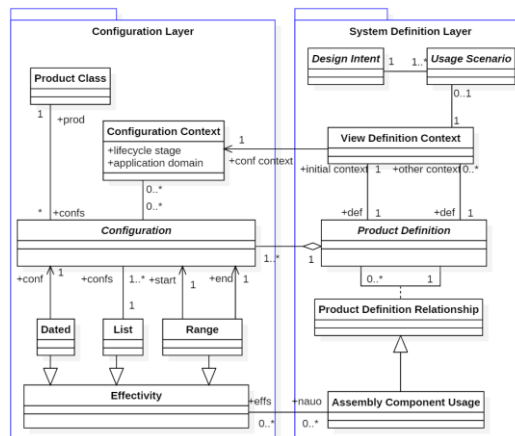 Configuration Layer
System Definition Layer
Design Intent
1
1..*
Usage Scenario
Product Class
0..1
1
+prod
Configuration Context
+lifecycle stage
+application domain
1
+conf context
1
View Definition Context
+initial context
1
+other context
0..*
0..*
0..*
*
+confs
+def
1
+def
1
Configuration
1..*
1
Product Definition
+conf
1
+confs
1..*
+start
1
+end
1
0..*
1
1
Dated
List
Range
Product Definition Relationship
Effectivity
+effs
0..*
+nauo
0..*
Assembly Component Usage